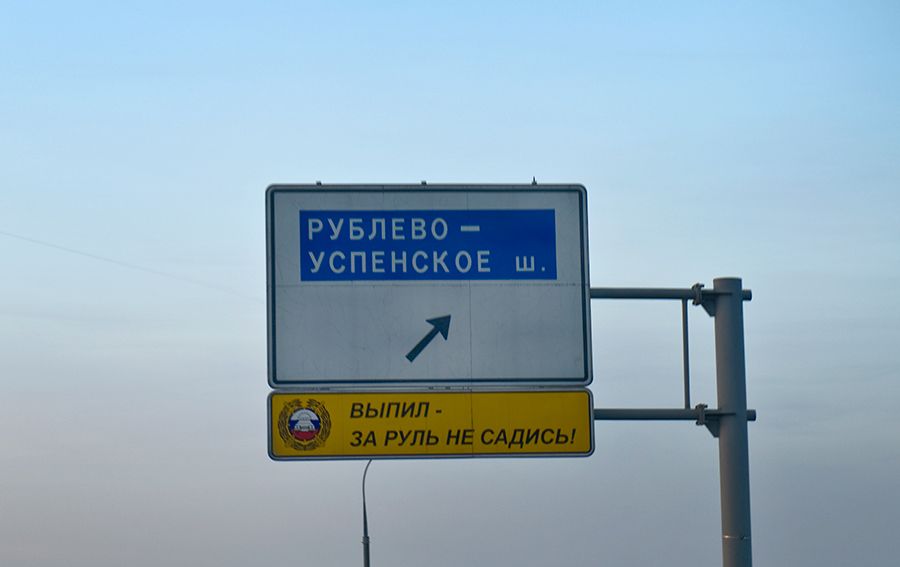 РУБЛЕВО —
УСПЕНСКОЕ ш.
ВЫПИЛ -
ЗА РУЛЬ НЕ САДИСЬ!